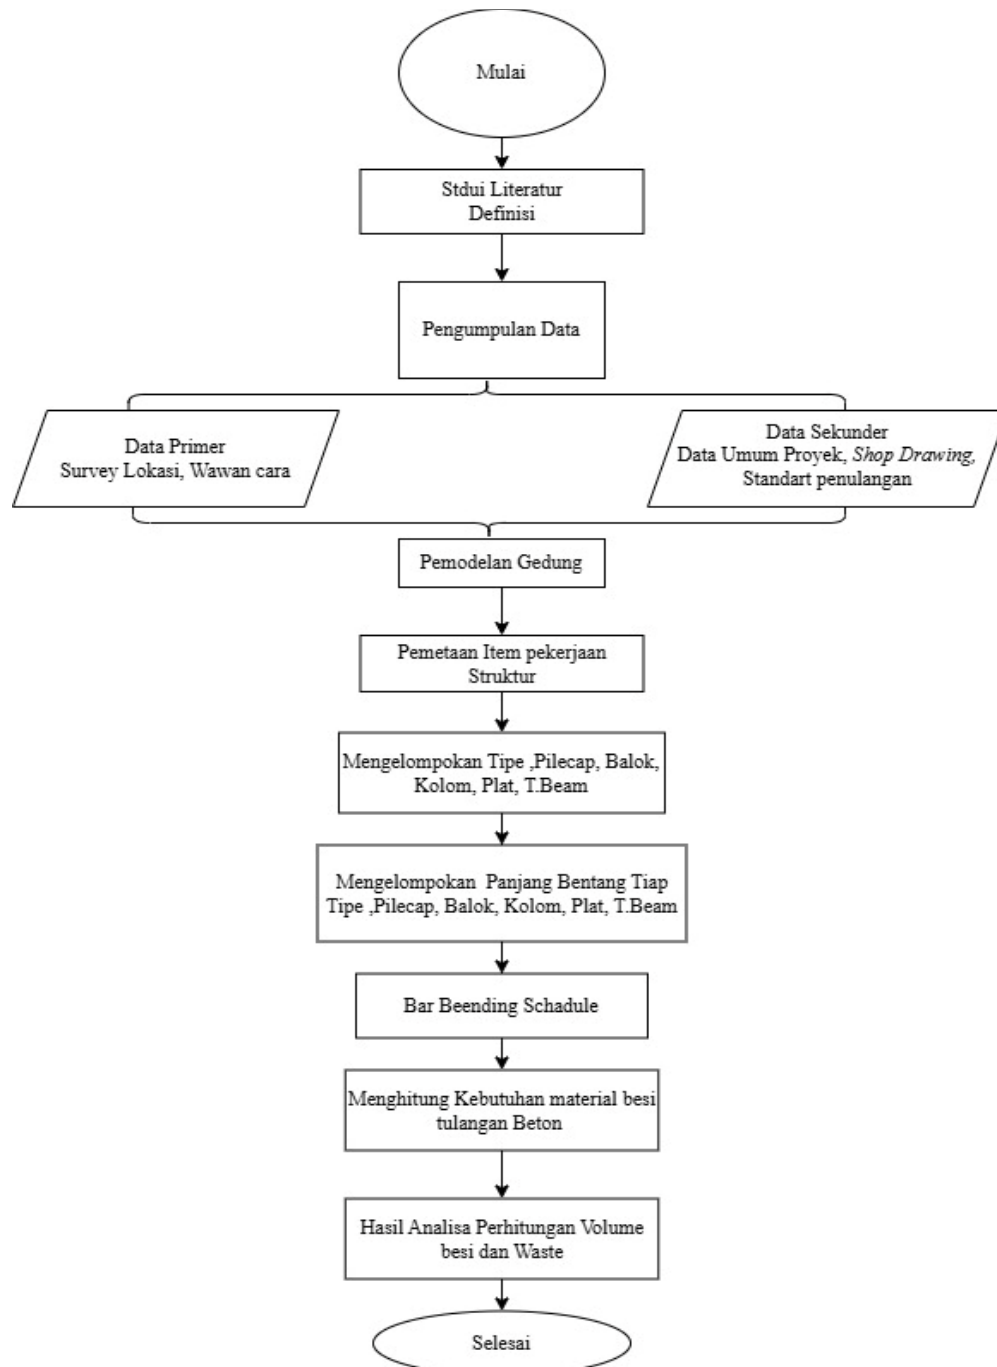 Mulai
Stdui Literatur
Definisi
Pengumpulan Data
Data Primer
Survey Lokasi, Wawan cara
Data Sekunder
Data Umum Proyek, Shop Drawing,
Standart penulangan
Pemodelan Gedung
Pemetaan Item pekerjaan
Struktur
Mengelompokan Tipe ,Pilecap, Balok,
Kolom, Plat, T.Beam
Mengelompokan Panjang Bentang Tiap
Tipe ,Pilecap, Balok, Kolom, Plat, T.Beam
Bar Beending Schadule
Menghitung Kebutuhan material besi
tulangan Beton
Hasil Analisa Perhitungan Volume
besi dan Waste
Selesai